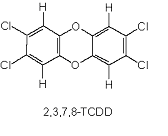 H H
Cl O Cl
Cl O Cl
H H
2,3,7,8-TCDD